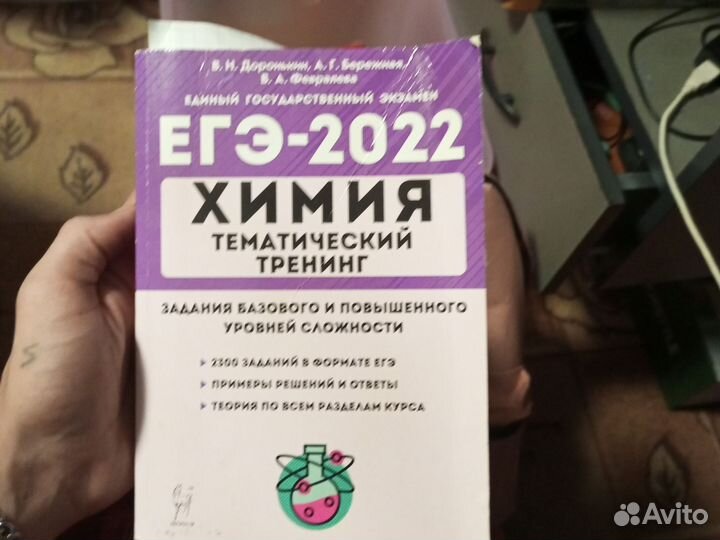 В. Н. Доронькин, А. Г. Бережная,
В. А. Февралева
ЕДИНЫЙ ГОСУДАРСТВЕННЫЙ ЭКЗАМЕН
ЕГЭ-2022
ХИМИЯ
ТЕМАТИЧЕСКИЙ
ТРЕНИНГ
ЗАДАНИЯ БАЗОВОГО И ПОВЫШЕННОГО
УРОВНЕЙ СЛОЖНОСТИ
2300 ЗАДАНИЙ В ФОРМАТЕ ЕГЭ
ПРИМЕРЫ РЕШЕНИЙ И ОТВЕТЫ
ТЕОРИЯ ПО ВСЕМ РАЗДЕЛАМ КУРСА
Avito